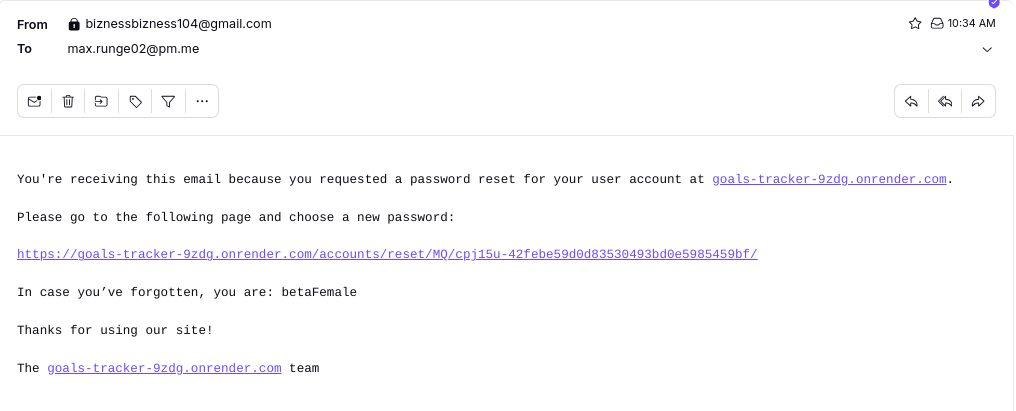 From biznessbizness104@gmail.com 10:34 AM
To max.runge02@pm.me
You're receiving this email because you requested a password reset for your user account at goals-tracker-9zdg.onrender.com.
Please go to the following page and choose a new password:
https://goals-tracker-9zdg.onrender.com/accounts/reset/MQ/cpj15u-42febe59d0d83530493bd0e5985459bf/
In case you’ve forgotten, you are: betaFemale
Thanks for using our site!
The goals-tracker-9zdg.onrender.com team